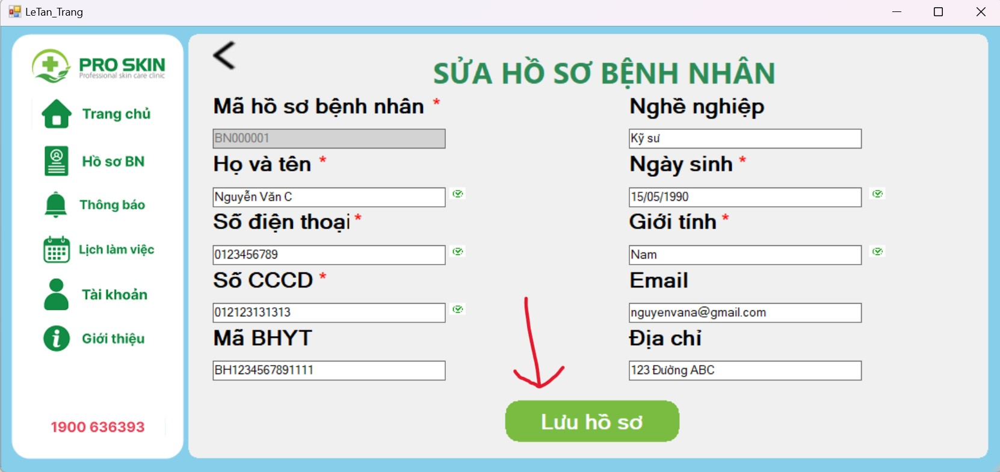 LeTan_Trang
PRO SKIN
Professional skin care clinic
Trang chủ
Hồ sơ BN
Thông báo
Lịch làm việc
Tài khoản
Giới thiệu
1900 636393
SỬA HỒ SƠ BỆNH NHÂN
Mã hồ sơ bệnh nhân *
BN000001
Họ và tên *
Nguyễn Văn C
Số điện thoại *
0123456789
Số CCCD *
012123131313
Mã BHYT
BH1234567891111
Nghề nghiệp
Kỹ sư
Ngày sinh *
15/05/1990
Giới tính *
Nam
Email
nguyenvana@gmail.com
Địa chỉ
123 Đường ABC
Lưu hồ sơ